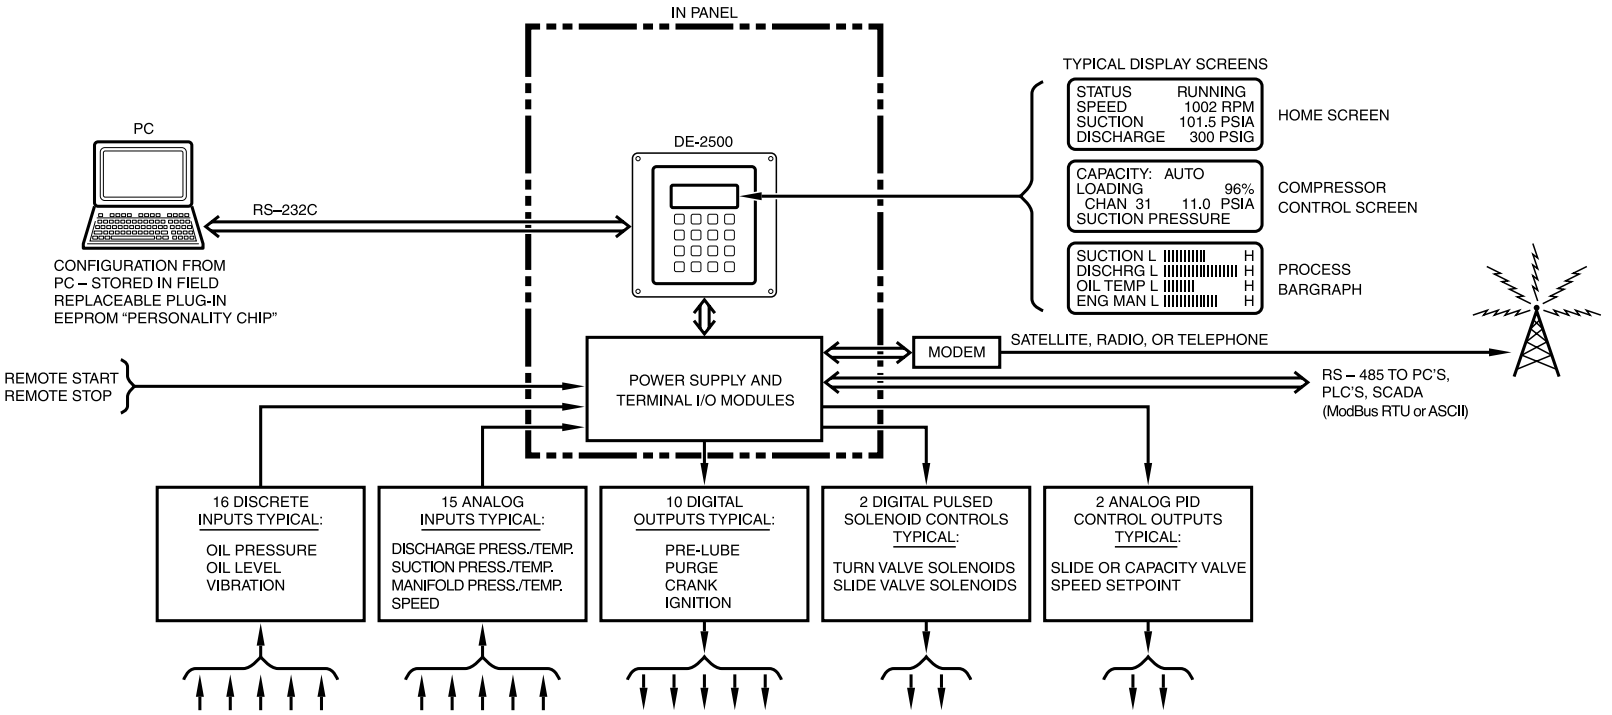 IN PANEL
TYPICAL DISPLAY SCREENS
STATUS RUNNING
SPEED 1002 RPM
SUCTION 101.5 PSIA
DISCHARGE 300 PSIG
HOME SCREEN
CAPACITY: AUTO
LOADING 96%
CHAN 31 11.0 PSIA
SUCTION PRESSURE
COMPRESSOR
CONTROL SCREEN
SUCTION L H
DISCHRG L H
OIL TEMP L H
ENG MAN L H
PROCESS
BARGRAPH
PC
DE-2500
RS–232C
CONFIGURATION FROM
PC – STORED IN FIELD
REPLACEABLE PLUG-IN
EEPROM “PERSONALITY CHIP”
REMOTE START
REMOTE STOP
POWER SUPPLY AND
TERMINAL I/O MODULES
MODEM
SATELLITE, RADIO, OR TELEPHONE
RS – 485 TO PC'S,
PLC'S, SCADA
(ModBus RTU or ASCII)
16 DISCRETE
INPUTS TYPICAL:
OIL PRESSURE
OIL LEVEL
VIBRATION
15 ANALOG
INPUTS TYPICAL:
DISCHARGE PRESS./TEMP.
SUCTION PRESS./TEMP.
MANIFOLD PRESS./TEMP.
SPEED
10 DIGITAL
OUTPUTS TYPICAL:
PRE-LUBE
PURGE
CRANK
IGNITION
2 DIGITAL PULSED
SOLENOID CONTROLS
TYPICAL:
TURN VALVE SOLENOIDS
SLIDE VALVE SOLENOIDS
2 ANALOG PID
CONTROL OUTPUTS
TYPICAL:
SLIDE OR CAPACITY VALVE
SPEED SETPOINT